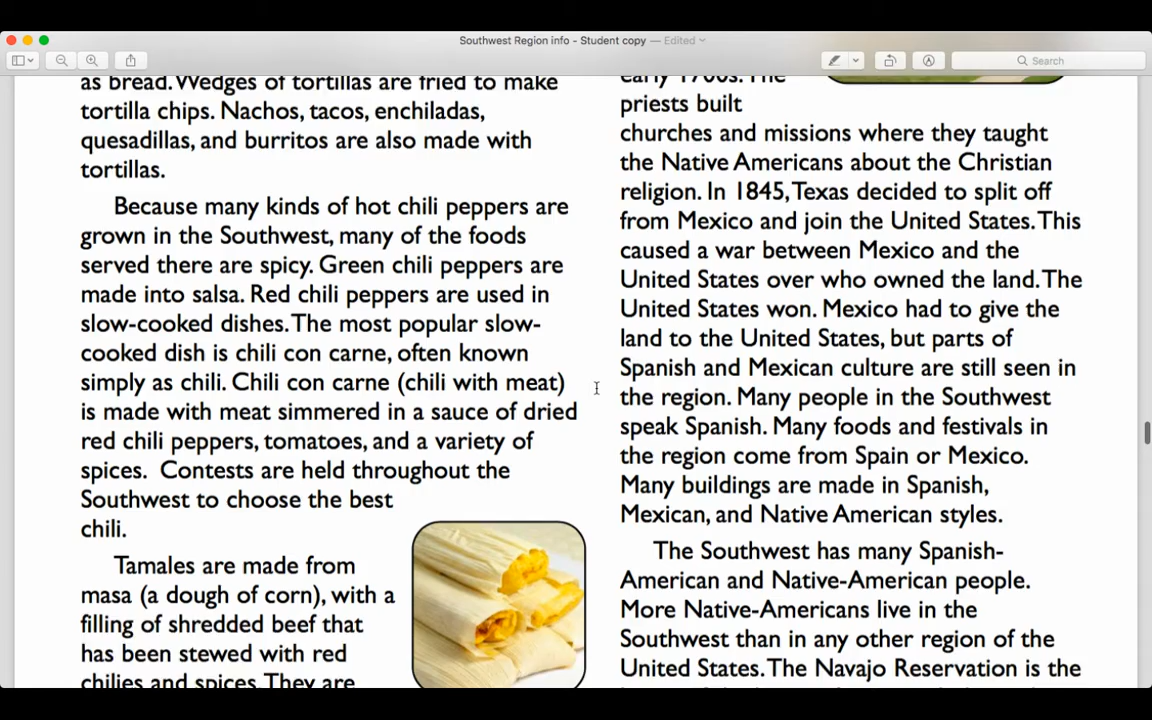 Southwest Region info - Student copy — Edited
Search
as bread. Wedges of tortillas are fried to make
tortilla chips. Nachos, tacos, enchiladas,
quesadillas, and burritos are also made with
tortillas.
Because many kinds of hot chili peppers are
grown in the Southwest, many of the foods
served there are spicy. Green chili peppers are
made into salsa. Red chili peppers are used in
slow-cooked dishes. The most popular slow-
cooked dish is chili con carne, often known
simply as chili. Chili con carne (chili with meat)
is made with meat simmered in a sauce of dried
red chili peppers, tomatoes, and a variety of
spices. Contests are held throughout the
Southwest to choose the best
chili.
Tamales are made from
masa (a dough of corn), with a
filling of shredded beef that
has been stewed with red
chilies and spices. They are
early 1700s. The
priests built
churches and missions where they taught
the Native Americans about the Christian
religion. In 1845, Texas decided to split off
from Mexico and join the United States. This
caused a war between Mexico and the
United States over who owned the land. The
United States won. Mexico had to give the
land to the United States, but parts of
Spanish and Mexican culture are still seen in
the region. Many people in the Southwest
speak Spanish. Many foods and festivals in
the region come from Spain or Mexico.
Many buildings are made in Spanish,
Mexican, and Native American styles.
The Southwest has many Spanish-
American and Native-American people.
More Native-Americans live in the
Southwest than in any other region of the
United States. The Navajo Reservation is the